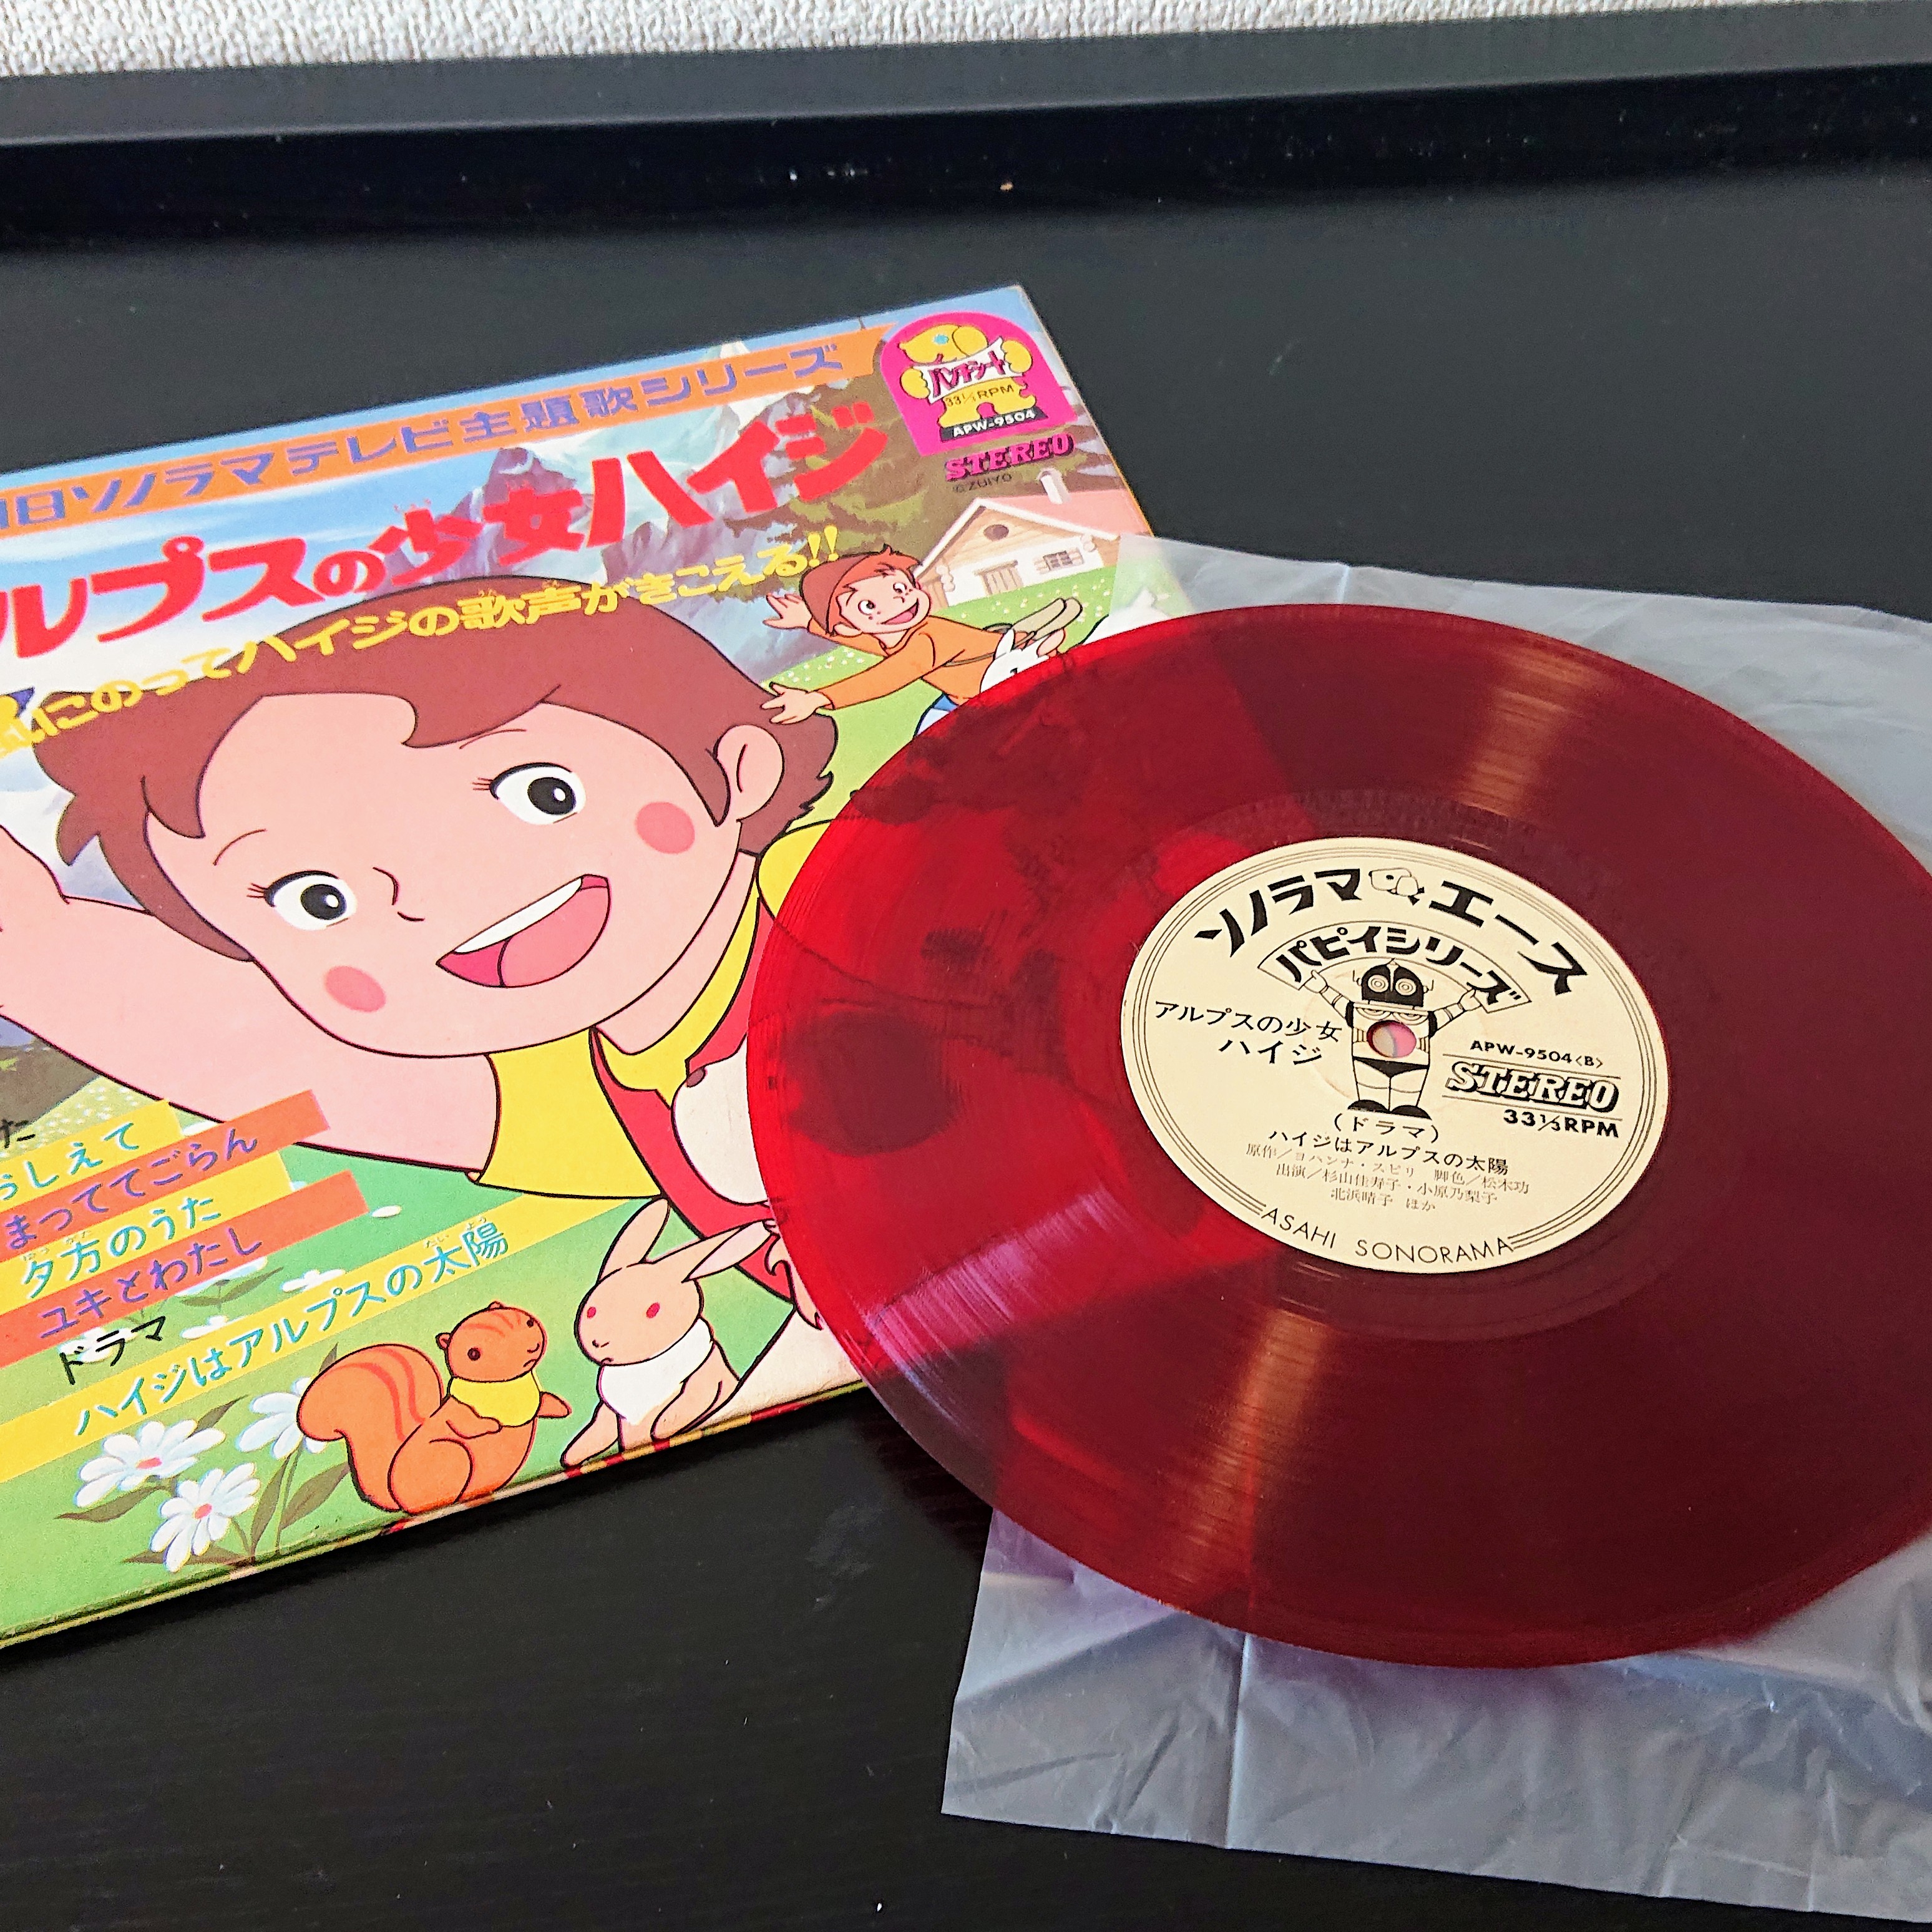 日ソノラマテレビ主題歌シリーズ
パンチシート
33⅓RPM
APW-9504
STEREO
©ZUIYO
ルプスの少女ハイジ
にのってハイジの歌声がきこえる!!
た
しえて
まっててごらん
夕方のうた
ユキとわたし
ドラマ
ハイジはアルプスの太陽
ソノラマエース
パピイシリーズ
アルプスの少女
ハイジ
APW-9504〈B〉
STEREO
33⅓RPM
(ドラマ)
ハイジはアルプスの太陽
原作/ヨハンナ・スピリ 脚色/松本功
出演/杉山佳寿子・小原乃梨子
北浜晴子 ほか
ASAHI SONORAMA